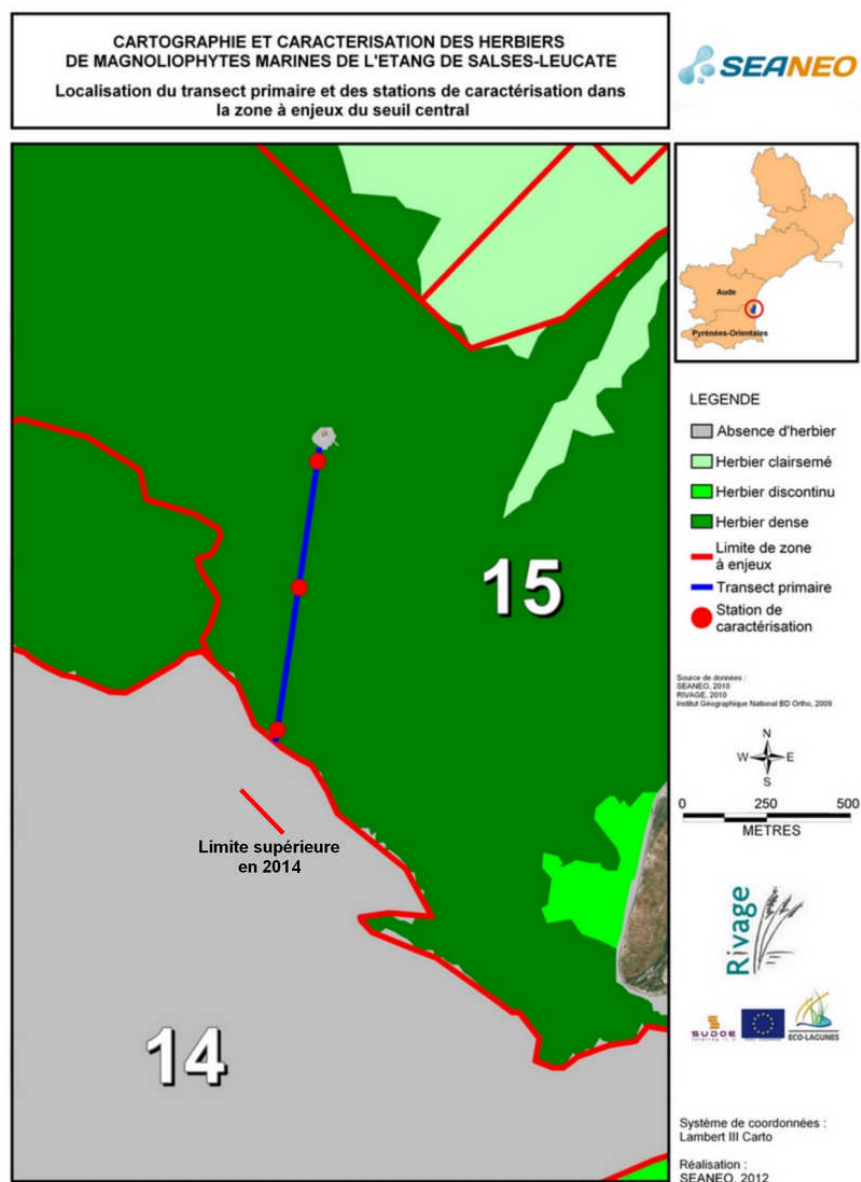 CARTOGRAPHIE ET CARACTERISATION DES HERBIERS
DE MAGNOLIOPHYTES MARINES DE L'ETANG DE SALSES-LEUCATE
Localisation du transect primaire et des stations de caractérisation dans
la zone à enjeux du seuil central
SEANEO
Aude
Pyrénées-Orientales
15
14
Limite supérieure
en 2014
LEGENDE
Absence d'herbier
Herbier clairsemé
Herbier discontinu
Herbier dense
Limite de zone
à enjeux
Transect primaire
Station de
caractérisation
Source de données :
SEANEO, 2010
RIVAGE, 2010
Institut Géographique National BD Ortho, 2009
N
W E
S
0 250 500
METRES
Rivage
SUDOE
ECO-LAGUNES
Système de coordonnées :
Lambert III Carto
Réalisation :
SEANEO, 2012